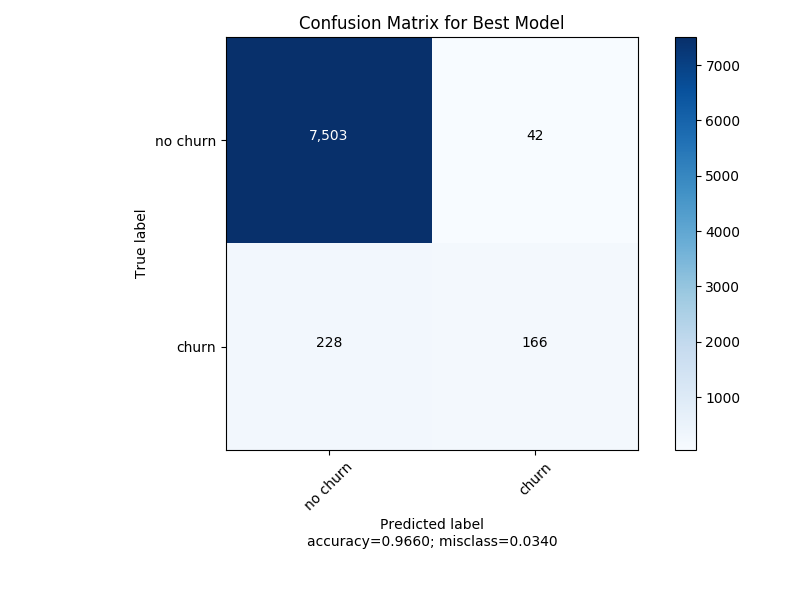 Confusion Matrix for Best Model
True label
no churn
7,503
42
churn
228
166
no churn
churn
Predicted label
accuracy=0.9660; misclass=0.0340
7000
6000
5000
4000
3000
2000
1000